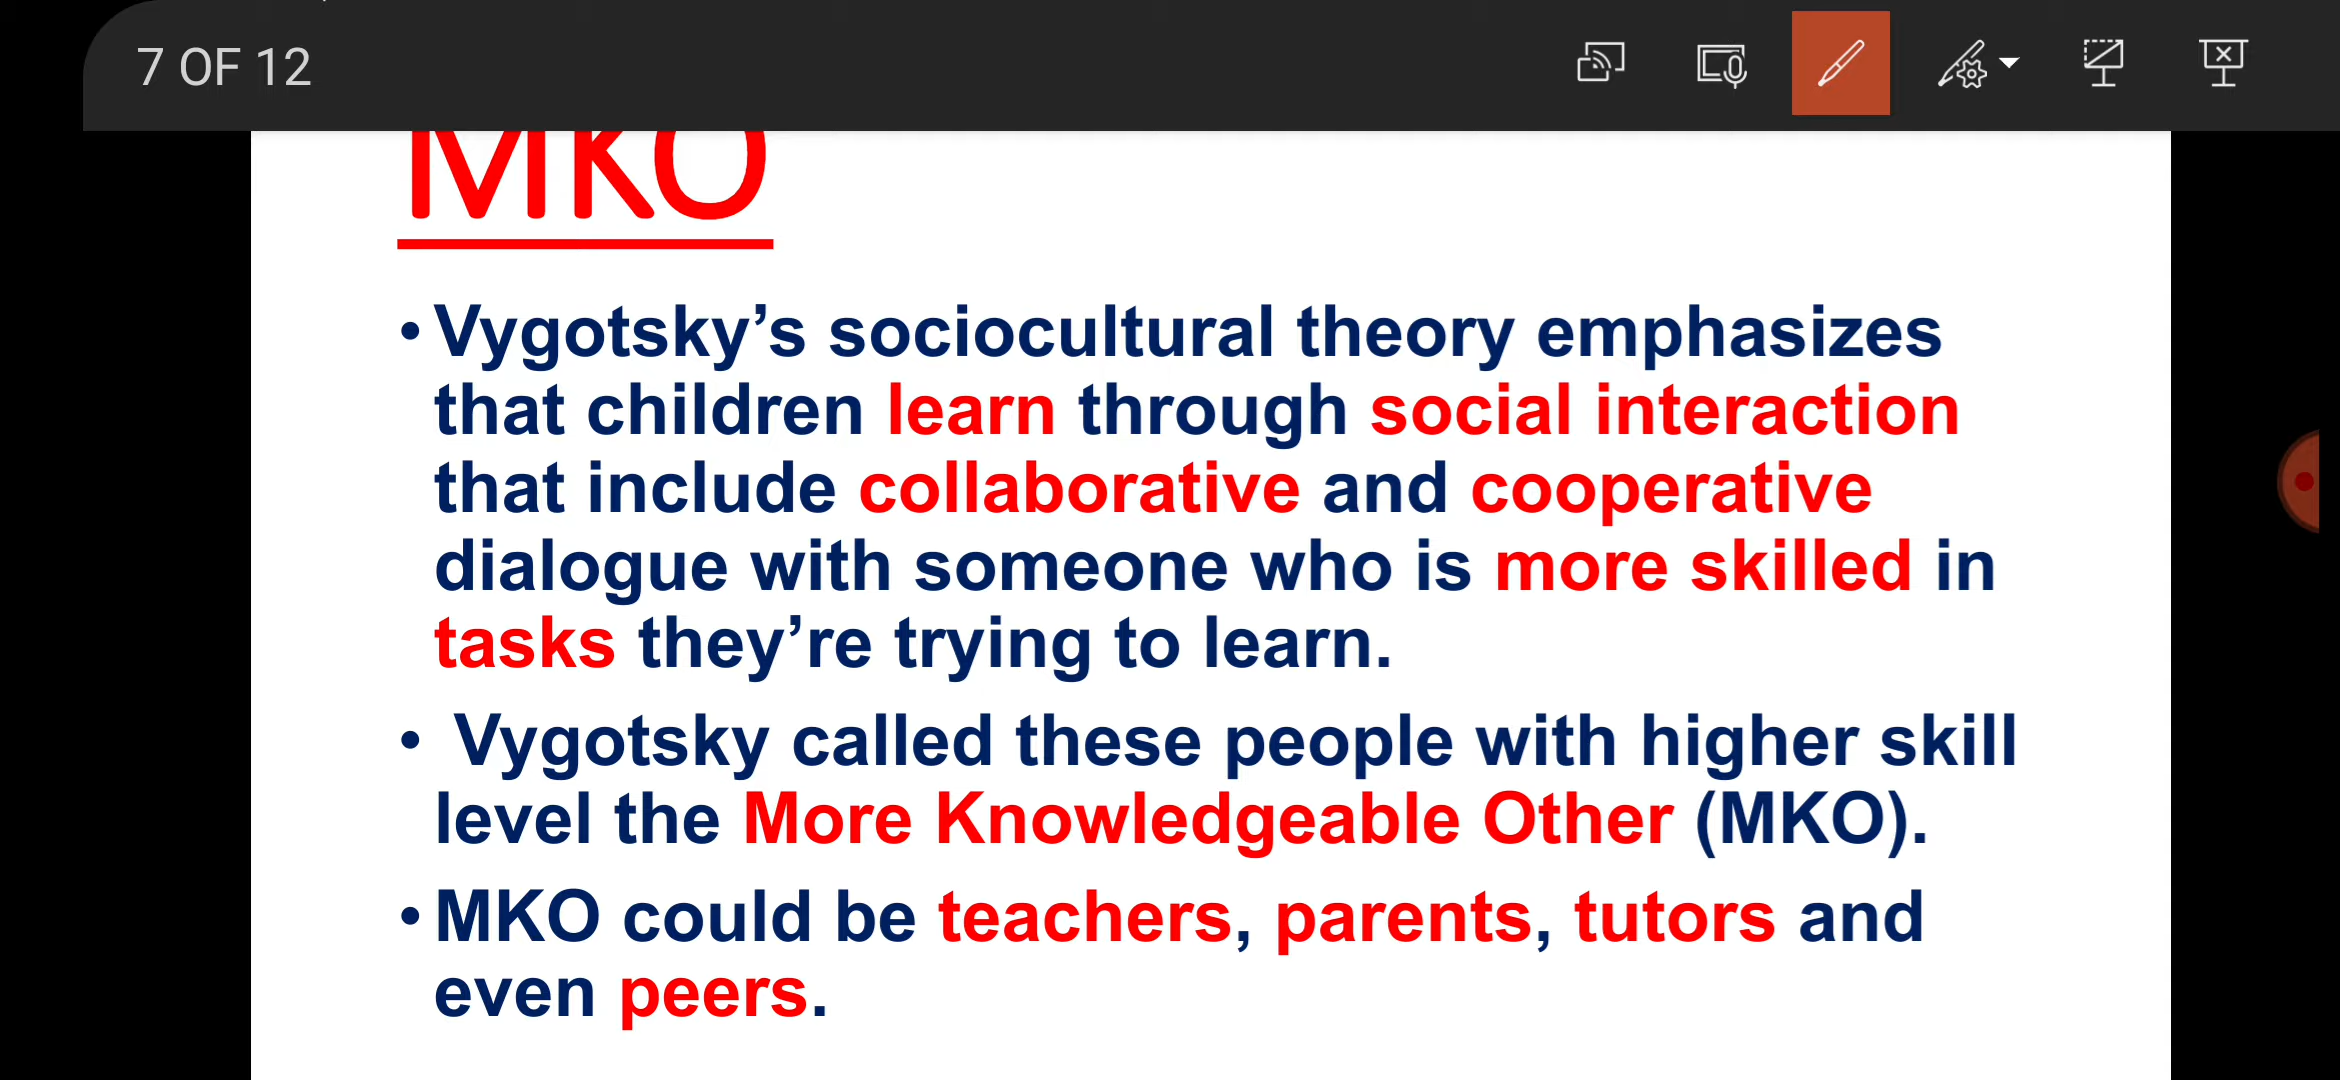 7 OF 12
MKO
• Vygotsky’s sociocultural theory emphasizes
that children learn through social interaction
that include collaborative and cooperative
dialogue with someone who is more skilled in
tasks they’re trying to learn.
• Vygotsky called these people with higher skill
level the More Knowledgeable Other (MKO).
• MKO could be teachers, parents, tutors and
even peers.